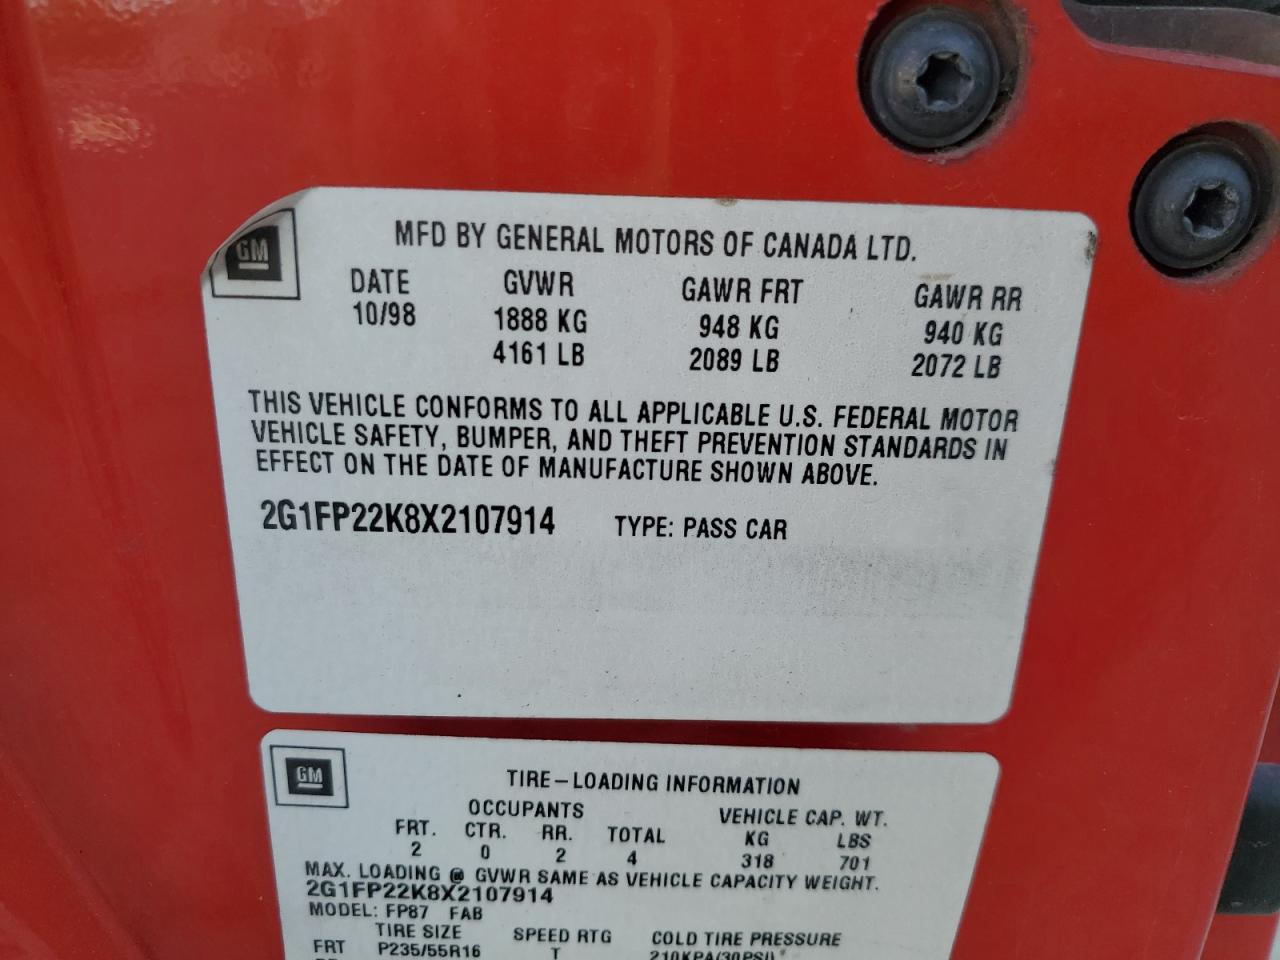 GM
MFD BY GENERAL MOTORS OF CANADA LTD.
DATE GVWR GAWR FRT GAWR RR
10/98 1888 KG 948 KG 940 KG
4161 LB 2089 LB 2072 LB
THIS VEHICLE CONFORMS TO ALL APPLICABLE U.S. FEDERAL MOTOR
VEHICLE SAFETY, BUMPER, AND THEFT PREVENTION STANDARDS IN
EFFECT ON THE DATE OF MANUFACTURE SHOWN ABOVE.
2G1FP22K8X2107914 TYPE: PASS CAR
GM
TIRE-LOADING INFORMATION
OCCUPANTS VEHICLE CAP. WT.
FRT. CTR. RR. TOTAL KG LBS
2 0 2 4 318 701
MAX. LOADING @ GVWR SAME AS VEHICLE CAPACITY WEIGHT.
2G1FP22K8X2107914
MODEL: FP87 FAB
TIRE SIZE SPEED RTG COLD TIRE PRESSURE
FRT P235/55R16 T 210KPA(30PSI)